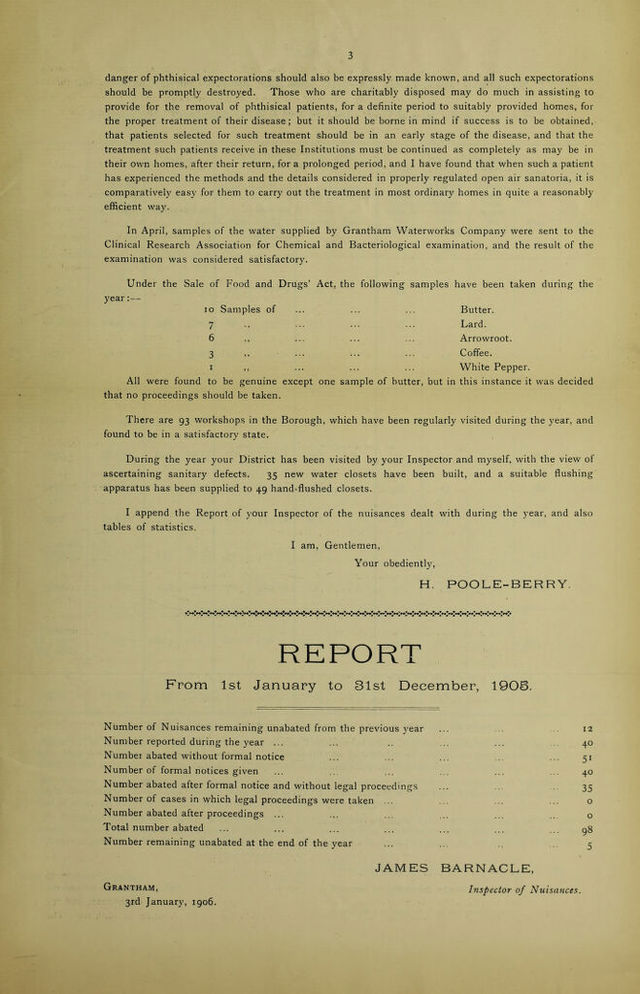 3
danger of phthisical expectorations should also be expressly made known, and all such expectorations
should be promptly destroyed. Those who are charitably disposed may do much in assisting to
provide for the removal of phthisical patients, for a definite period to suitably provided homes, for
the proper treatment of their disease; but it should be borne in mind if success is to be obtained,
that patients selected for such treatment should be in an early stage of the disease, and that the
treatment such patients receive in these Institutions must be continued as completely as may be in
their own homes, after their return, for a prolonged period, and I have found that when such a patient
has experienced the methods and the details considered in properly regulated open air sanatoria, it is
comparatively easy for them to carry out the treatment in most ordinary homes in quite a reasonably
efficient way.
In April, samples of the water supplied by Grantham Waterworks Company were sent to the
Clinical Research Association for Chemical and Bacteriological examination, and the result of the
examination was considered satisfactory.
Under the Sale of Food and Drugs' Act, the following samples have been taken during the
year:—
10 Samples of ... ... ... Butter.
7 ,, ... ... ... Lard.
6 ,, ... ... ... Arrowroot.
3 ,, ... ... ... Coffee.
1 ,, ... ... ... White Pepper.
All were found to be genuine except one sample of butter, but in this instance it was decided
that no proceedings should be taken.
There are 93 workshops in the Borough, which have been regularly visited during the year, and
found to be in a satisfactory state.
During the year your District has been visited by your Inspector and myself, with the view of
ascertaining sanitary defects. 35 new water closets have been built, and a suitable flushing
apparatus has been supplied to 49 hand-flushed closets.
I append the Report of your Inspector of the nuisances dealt with during the year, and also
tables of statistics.
I am, Gentlemen,
Your obediently,
H. POOLE-BERRY.
REPORT
From 1st January to 31st December, 1905.
Number of Nuisances remaining unabated from the previous year ... ... ... 12
Number reported during the year ... ... ... ... ... ... 40
Number abated without formal notice ... ... ... ... ... 51
Number of formal notices given ... ... ... ... ... ... 40
Number abated after formal notice and without legal proceedings ... ... ... 35
Number of cases in which legal proceedings were taken ... ... ... ... 0
Number abated after proceedings ... ... ... ... ... ... 0
Total number abated ... ... ... ... ... ... ... 98
Number remaining unabated at the end of the year ... ... ... ... 5
JAMES BARNACLE,
GRANTHAM, Inspector of Nuisances.
3rd January, 1906.